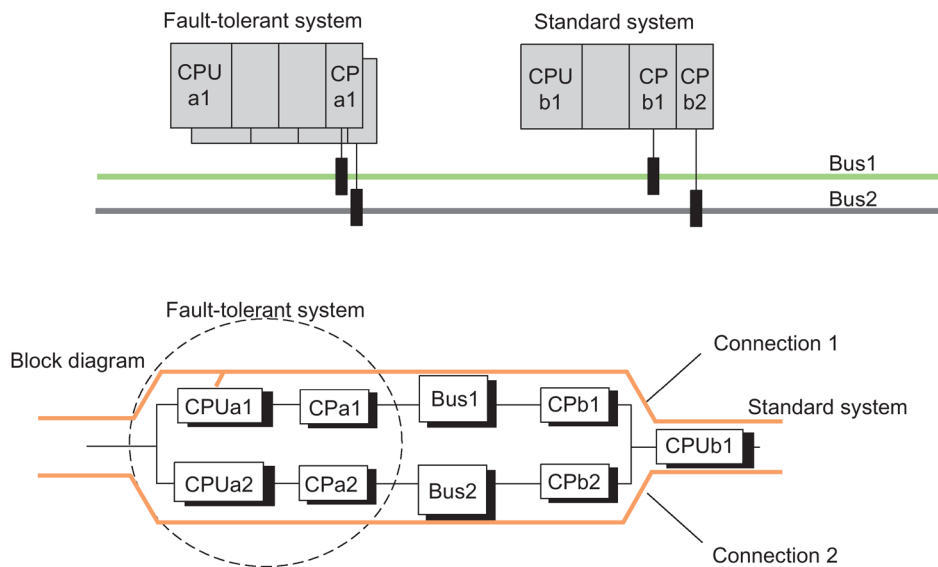 Fault-tolerant system
Standard system
CPU
a1
CP
a1
CPU
b1
CP
b1
CP
b2
Bus1
Bus2
Fault-tolerant system
Block diagram
Connection 1
CPUa1
CPa1
Bus1
CPb1
Standard system
CPUb1
CPUa2
CPa2
Bus2
CPb2
Connection 2